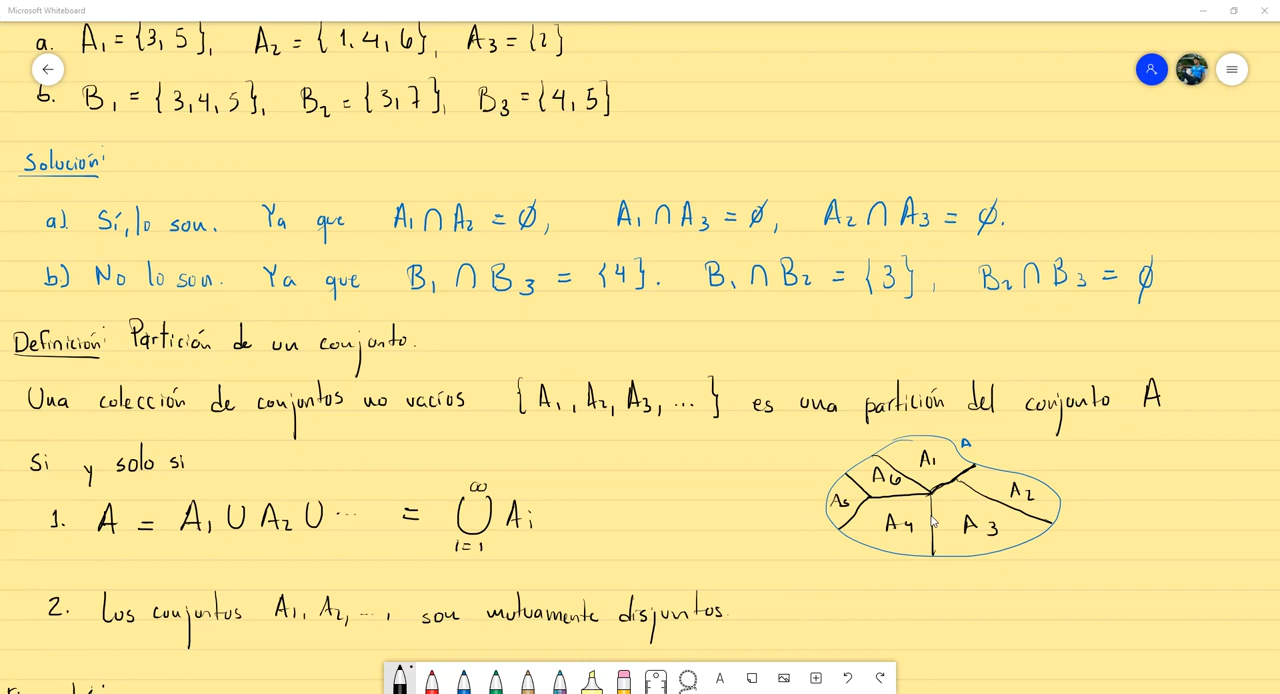 Microsoft Whiteboard
a. A₁ = {3, 5}, A₂ = {1, 4, 6}, A₃ = {2}
b. B₁ = {3, 4, 5}, B₂ = {3, 7}, B₃ = {4, 5}
Solución:
a) Sí, lo son. Ya que A₁ ∩ A₂ = ∅, A₁ ∩ A₃ = ∅, A₂ ∩ A₃ = ∅.
b) No lo son. Ya que B₁ ∩ B₃ = {4}. B₁ ∩ B₂ = {3}, B₂ ∩ B₃ = ∅
Definición: Partición de un conjunto.
Una colección de conjuntos no vacíos {A₁, A₂, A₃, ...} es una partición del conjunto A
Si y solo si
1. A = A₁ ∪ A₂ ∪ ... = ⋃_{i=1}^{∞} Aᵢ
A
A₁
A₆
A₂
A₅
A₄
A₃
2. Los conjuntos A₁, A₂, ..., son mutuamente disjuntos.
A